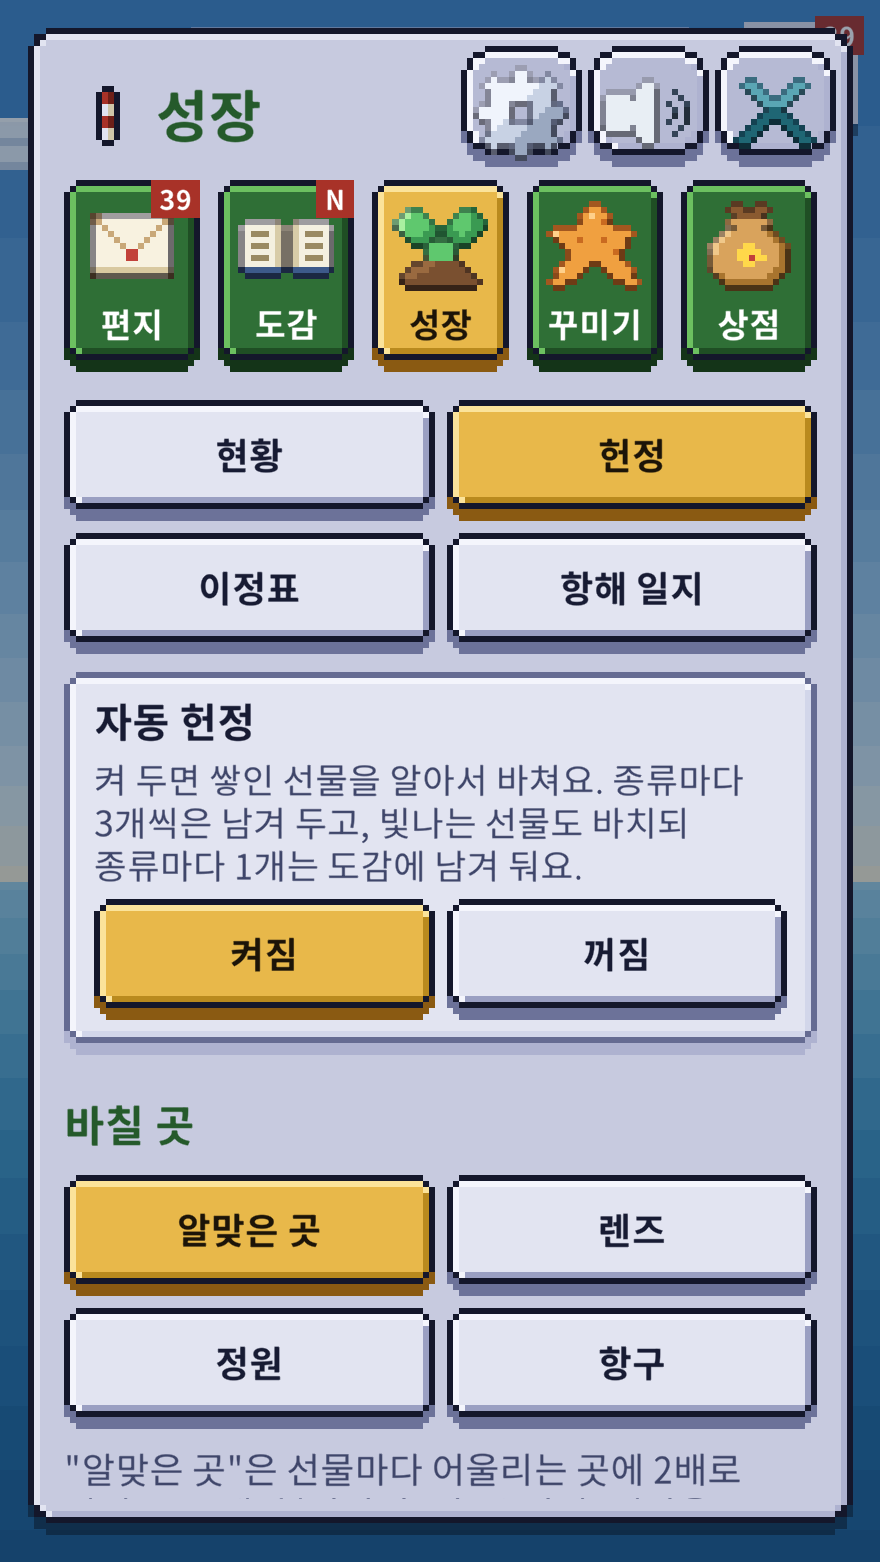 성장
39
N
편지
도감
성장
꾸미기
상점
현황
헌정
이정표
항해 일지
자동 헌정
켜 두면 쌓인 선물을 알아서 바쳐요. 종류마다
3개씩은 남겨 두고, 빛나는 선물도 바치되
종류마다 1개는 도감에 남겨 둬요.
켜짐
꺼짐
바칠 곳
알맞은 곳
렌즈
정원
항구
"알맞은 곳"은 선물마다 어울리는 곳에 2배로